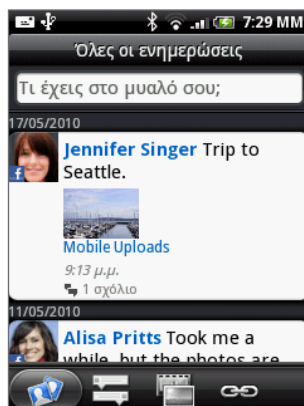 7:29 ΜΜ
Όλες οι ενημερώσεις
Τι έχεις στο μυαλό σου;
17/05/2010
Jennifer Singer Trip to
Seattle.
Mobile Uploads
9:13 μ.μ.
1 σχόλιο
11/05/2010
Alisa Pritts Took me a
while, but the photos are